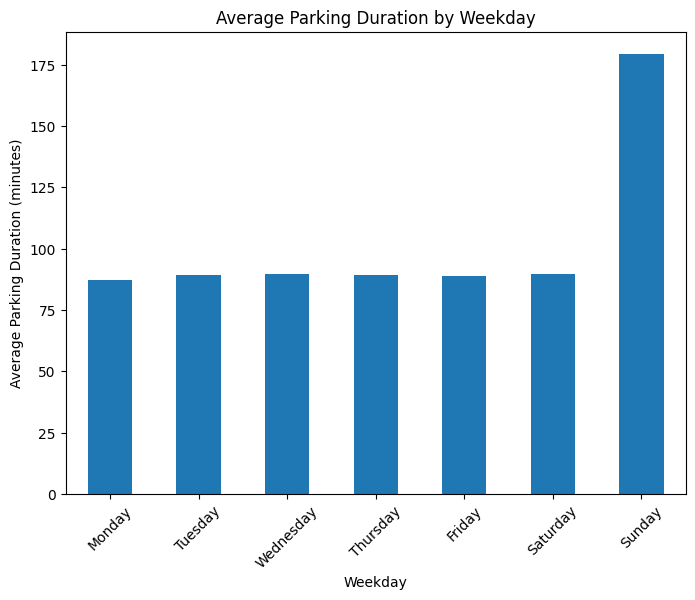 Average Parking Duration by Weekday
Average Parking Duration (minutes)
175
150
125
100
75
50
25
0
Monday
Tuesday
Wednesday
Thursday
Friday
Saturday
Sunday
Weekday